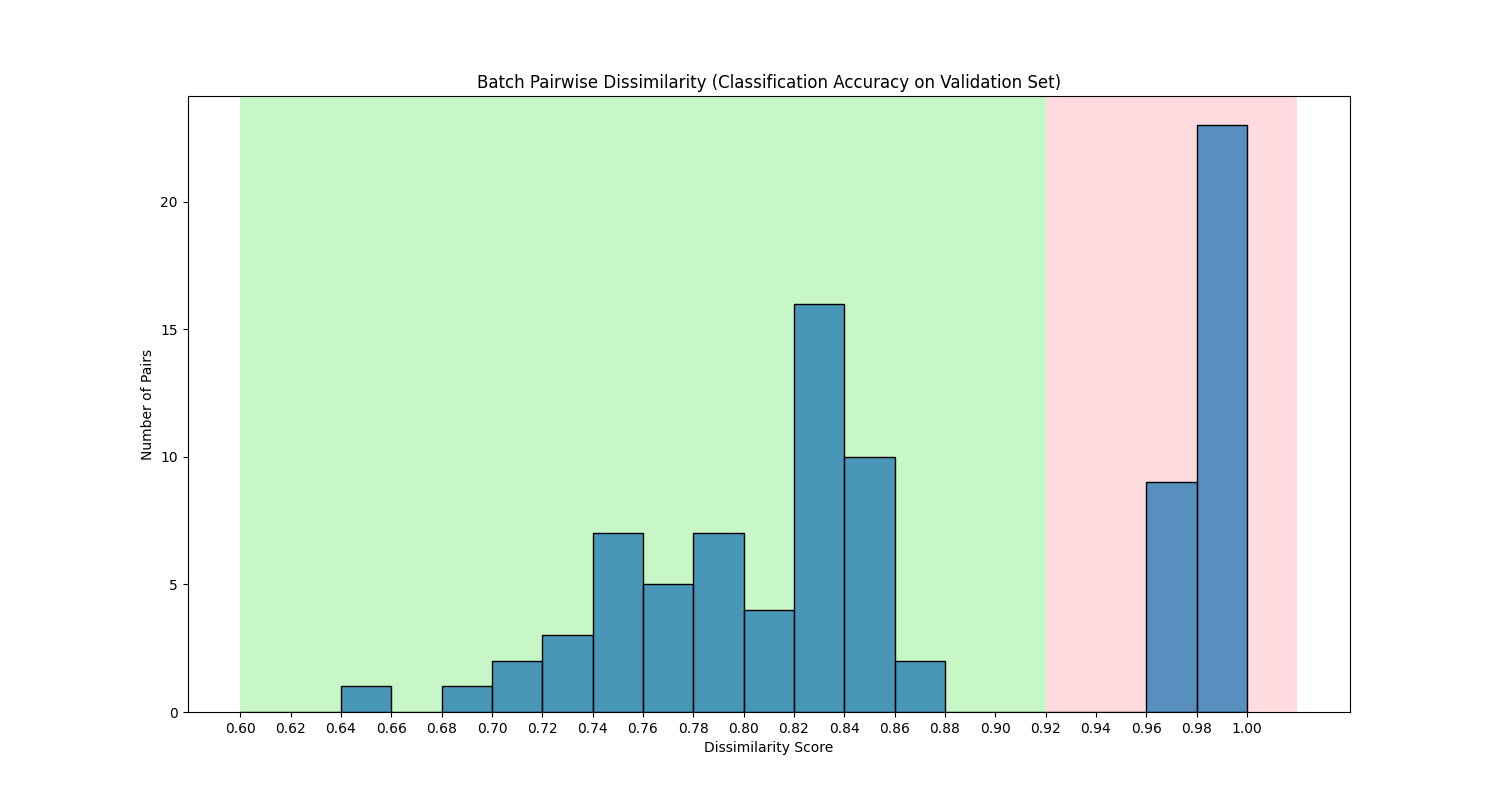 Batch Pairwise Dissimilarity (Classification Accuracy on Validation Set)
Number of Pairs
20
15
10
5
0
0.60 0.62 0.64 0.66 0.68 0.70 0.72 0.74 0.76 0.78 0.80 0.82 0.84 0.86 0.88 0.90 0.92 0.94 0.96 0.98 1.00
Dissimilarity Score